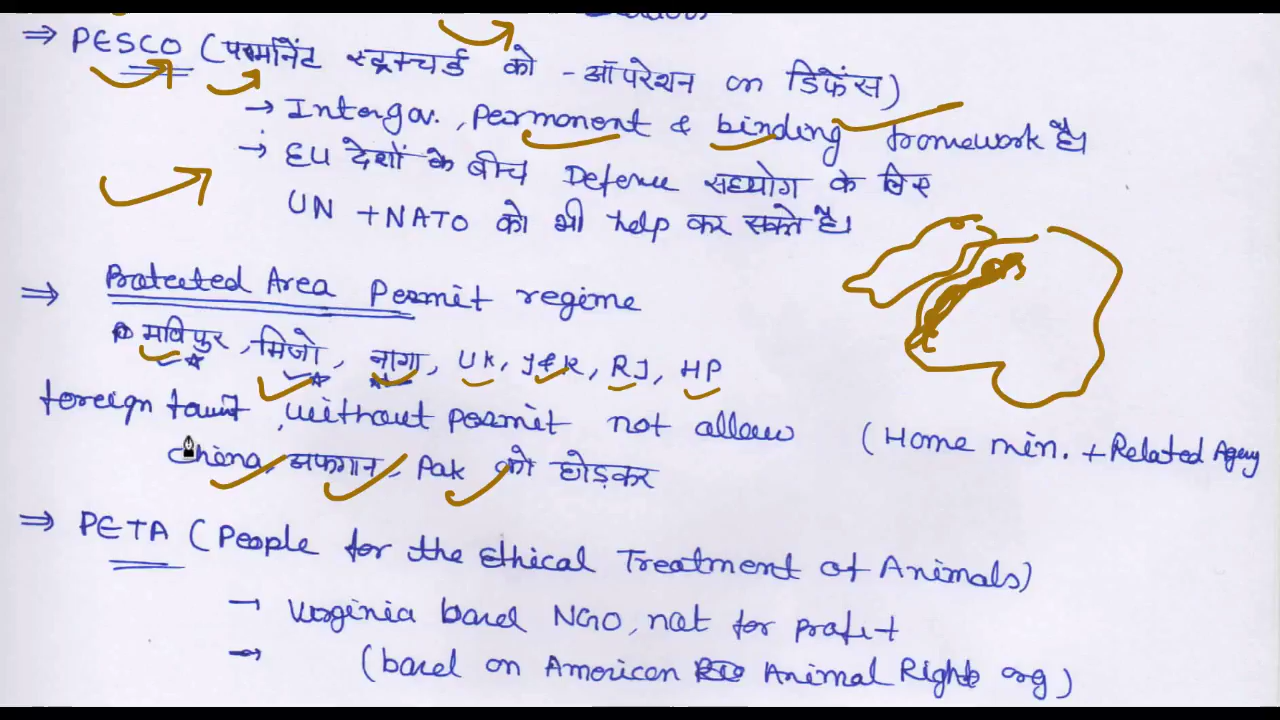 ⇒ PESCO (परमानेंट स्ट्रक्चर्ड को - ऑपरेशन on डिफेंस)
→ Intergov. , permanent & binding framework है।
→ EU देशों के बीच Defence सहयोग के लिए
UN + NATO को भी help कर सकते है।
⇒ Protected Area Permit regime
मणिपुर , मिजो , नागा , UK, J&K, RJ, HP
foreign tourist , without permit not allow (Home min. + Related Agency
China, अफगान , Pak को छोड़कर
⇒ PETA ( People for the Ethical Treatment of Animals)
→ Virginia based NGO, not for profit
→ (based on American Animal Rights org )